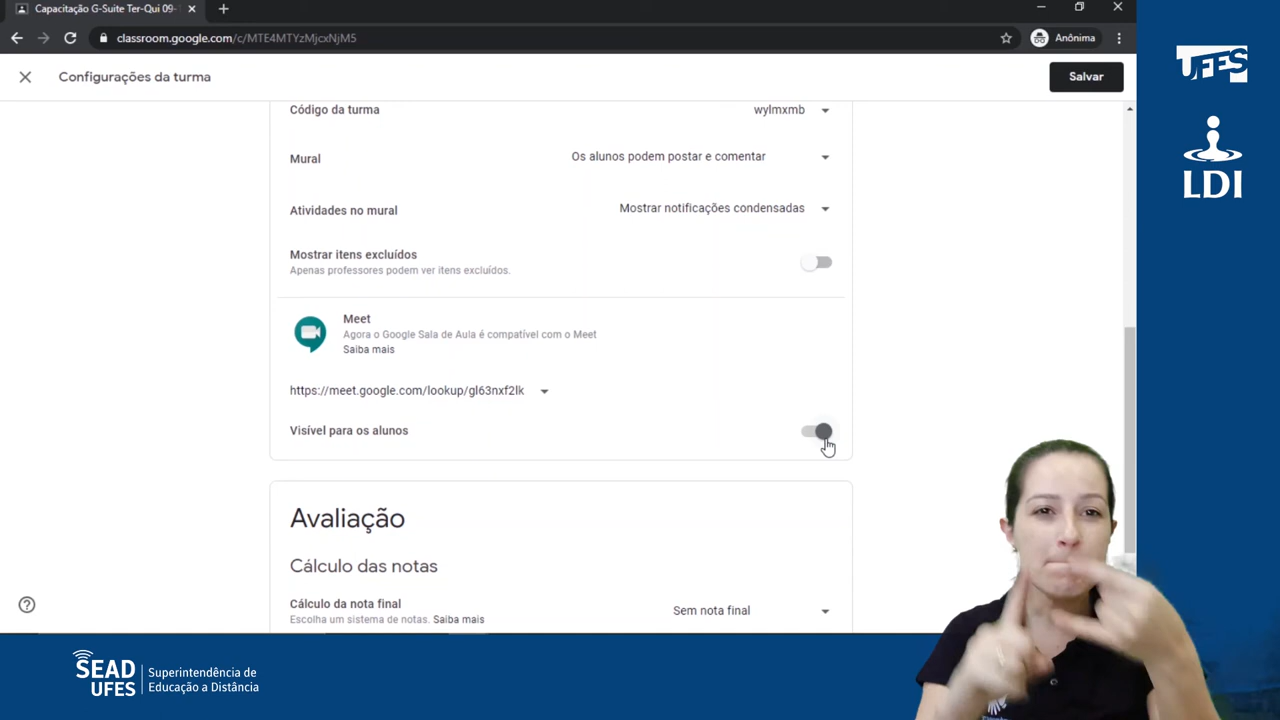 Capacitação G-Suite Ter-Qui 09-
classroom.google.com/c/MTE4MTYzMjcxNjM5
Anônima
Configurações da turma
Salvar
Código da turma
wylmxmb
Mural
Os alunos podem postar e comentar
Atividades no mural
Mostrar notificações condensadas
Mostrar itens excluídos
Apenas professores podem ver itens excluídos.
Meet
Agora o Google Sala de Aula é compatível com o Meet
Saiba mais
https://meet.google.com/lookup/gl63nxf2lk
Visível para os alunos
Avaliação
Cálculo das notas
Cálculo da nota final
Sem nota final
Escolha um sistema de notas. Saiba mais
UFES
LDI
SEAD
UFES
Superintendência de
Educação a Distância